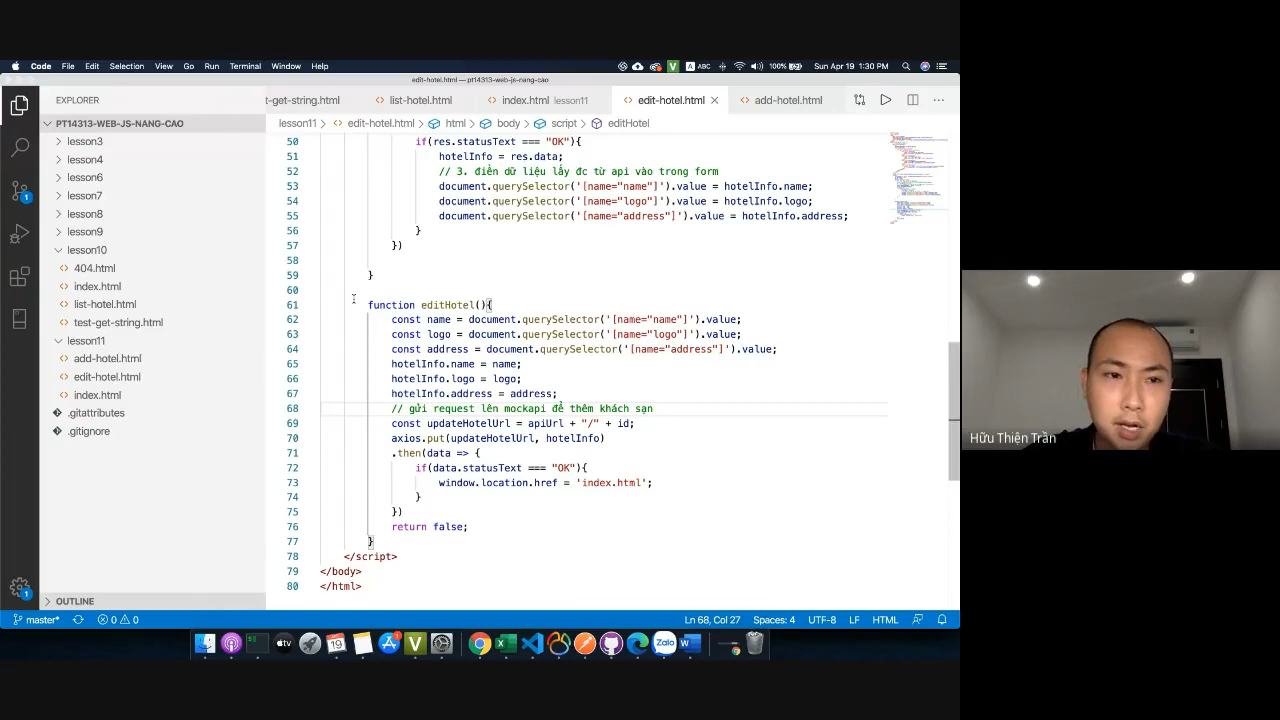 Code File Edit Selection View Go Run Terminal Window Help
ABC 100% Sun Apr 19 1:30 PM
edit-hotel.html — pt14313-web-js-nang-cao
EXPLORER
t-get-string.html list-hotel.html index.html lesson11 edit-hotel.html add-hotel.html
PT14313-WEB-JS-NANG-CAO
lesson11 > edit-hotel.html > html > body > script > editHotel
lesson3
lesson4
lesson6
lesson7
lesson8
lesson9
lesson10
404.html
index.html
list-hotel.html
test-get-string.html
lesson11
add-hotel.html
edit-hotel.html
index.html
.gitattributes
.gitignore
OUTLINE
50 if(res.statusText === "OK"){
51 hotelInfo = res.data;
52 // 3. điền dữ liệu lấy đc từ api vào trong form
53 document.querySelector('[name="name"]').value = hotelInfo.name;
54 document.querySelector('[name="logo"]').value = hotelInfo.logo;
55 document.querySelector('[name="address"]').value = hotelInfo.address;
56 }
57 })
58
59 }
60
61 function editHotel(){
62 const name = document.querySelector('[name="name"]').value;
63 const logo = document.querySelector('[name="logo"]').value;
64 const address = document.querySelector('[name="address"]').value;
65 hotelInfo.name = name;
66 hotelInfo.logo = logo;
67 hotelInfo.address = address;
68 // gửi request lên mockapi để thêm khách sạn
69 const updateHotelUrl = apiUrl + "/" + id;
70 axios.put(updateHotelUrl, hotelInfo)
71 .then(data => {
72 if(data.statusText === "OK"){
73 window.location.href = 'index.html';
74 }
75 })
76 return false;
77 }
78 </script>
79 </body>
80 </html>
Hữu Thiện Trần
master* 0 0 Ln 68, Col 27 Spaces: 4 UTF-8 LF HTML
19 tv Zalo